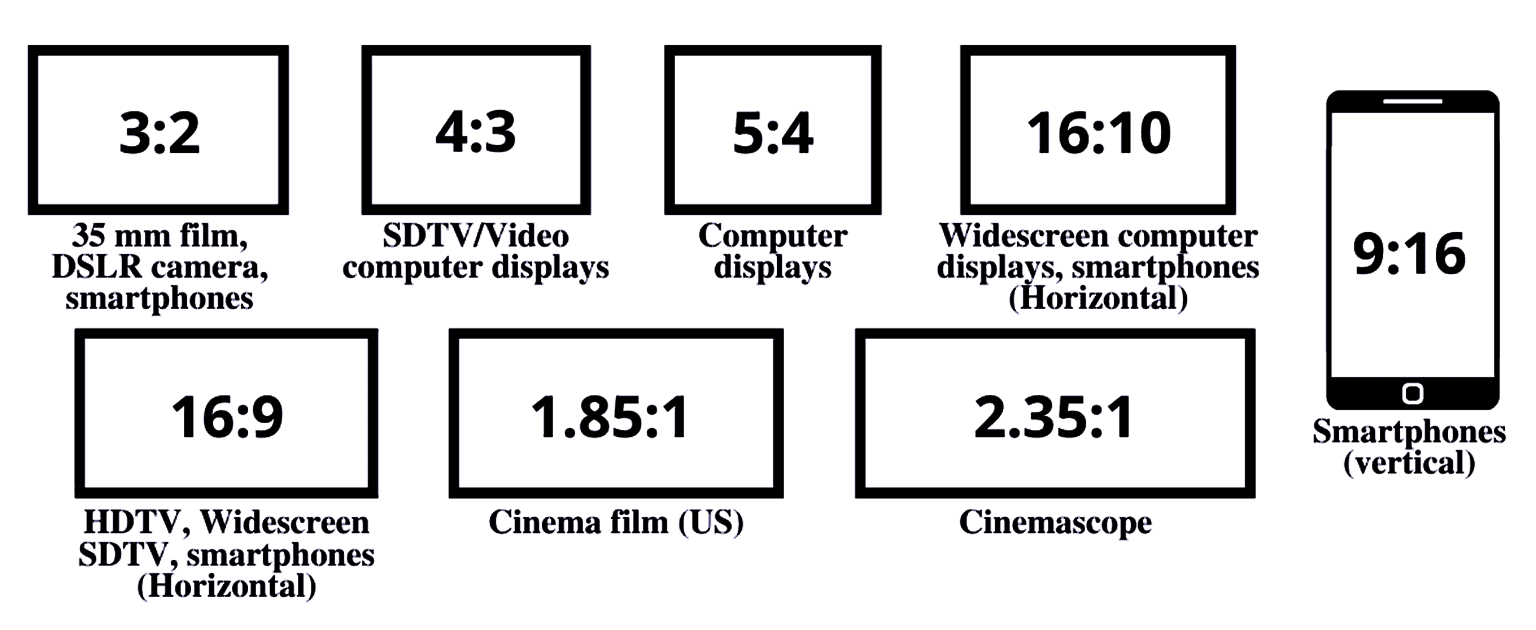 3:2
35 mm film,
DSLR camera,
smartphones
4:3
SDTV/Video
computer displays
5:4
Computer
displays
16:10
Widescreen computer
displays, smartphones
(Horizontal)
9:16
Smartphones
(vertical)
16:9
HDTV, Widescreen
SDTV, smartphones
(Horizontal)
1.85:1
Cinema film (US)
2.35:1
Cinemascope